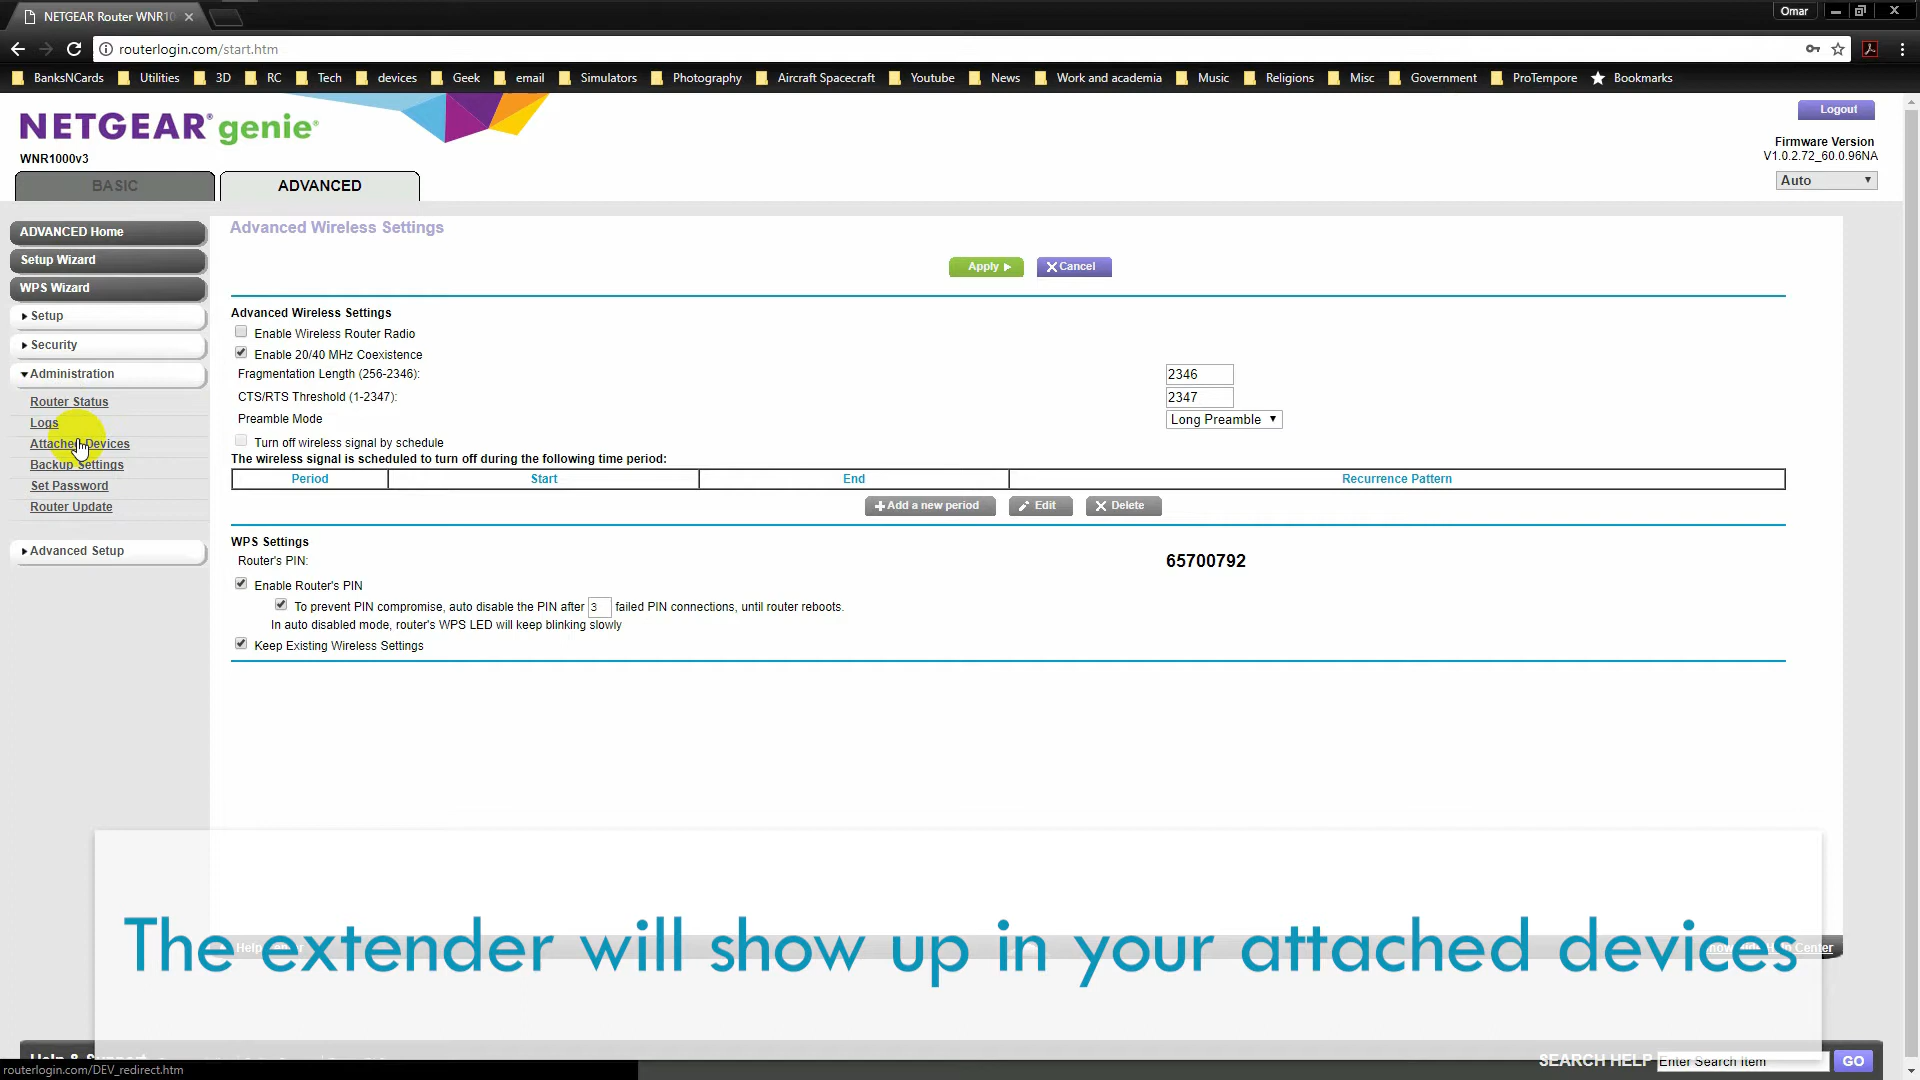 NETGEAR Router WNR10
Omar
routerlogin.com/start.htm
BanksNCards Utilities 3D RC Tech devices Geek email Simulators Photography Aircraft Spacecraft Youtube News Work and academia Music Religions Misc Government ProTempore Bookmarks
NETGEAR® genie®
Logout
WNR1000v3
Firmware Version
V1.0.2.72_60.0.96NA
Auto
BASIC
ADVANCED
ADVANCED Home
Setup Wizard
WPS Wizard
Setup
Security
Administration
Router Status
Logs
Attached Devices
Backup Settings
Set Password
Router Update
Advanced Setup
Advanced Wireless Settings
Apply
Cancel
Advanced Wireless Settings
Enable Wireless Router Radio
Enable 20/40 MHz Coexistence
Fragmentation Length (256-2346): 2346
CTS/RTS Threshold (1-2347): 2347
Preamble Mode Long Preamble
Turn off wireless signal by schedule
The wireless signal is scheduled to turn off during the following time period:
Period Start End Recurrence Pattern
Add a new period Edit Delete
WPS Settings
Router's PIN: 65700792
Enable Router's PIN
To prevent PIN compromise, auto disable the PIN after 3 failed PIN connections, until router reboots.
In auto disabled mode, router's WPS LED will keep blinking slowly
Keep Existing Wireless Settings
The extender will show up in your attached devices
Help Center
Center
Help &
SEARCH HELP Enter Search Item GO
routerlogin.com/DEV_redirect.htm